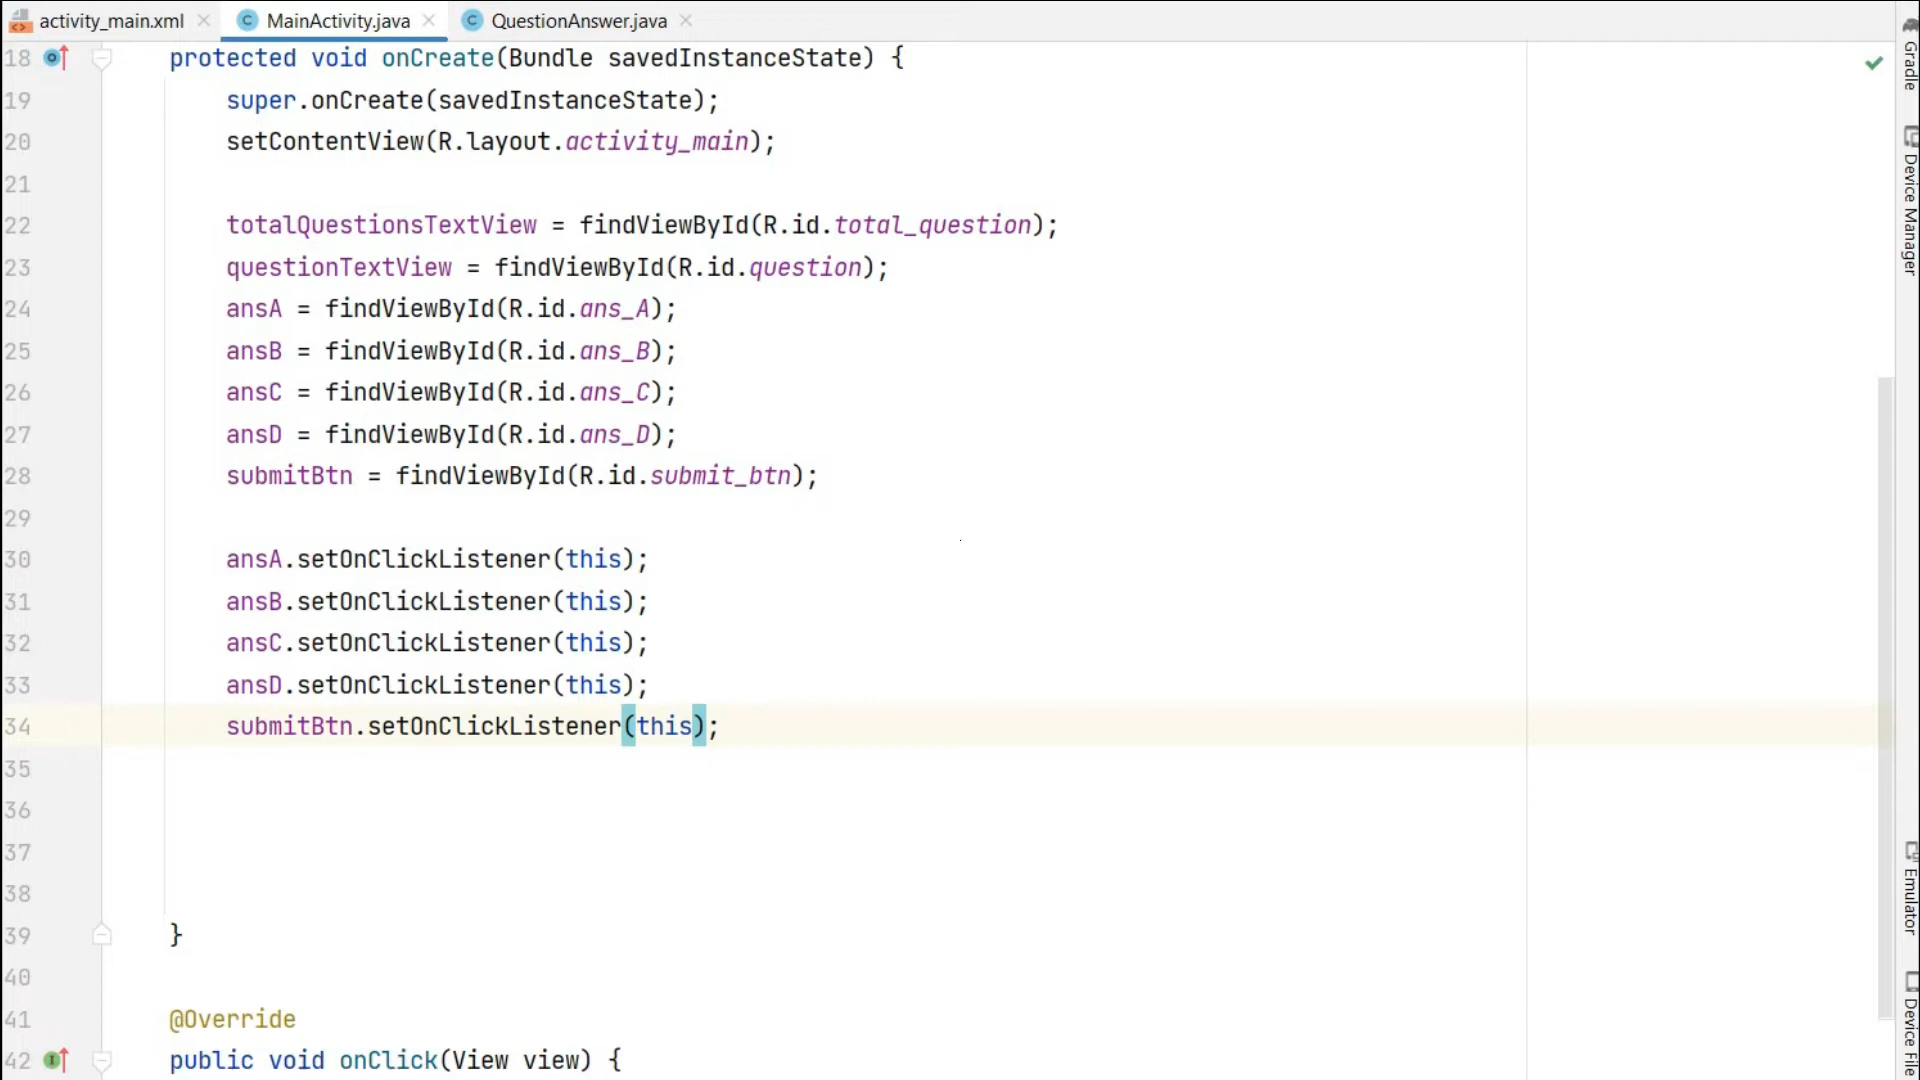 activity_main.xml MainActivity.java QuestionAnswer.java
18 protected void onCreate(Bundle savedInstanceState) {
19 super.onCreate(savedInstanceState);
20 setContentView(R.layout.activity_main);
21
22 totalQuestionsTextView = findViewById(R.id.total_question);
23 questionTextView = findViewById(R.id.question);
24 ansA = findViewById(R.id.ans_A);
25 ansB = findViewById(R.id.ans_B);
26 ansC = findViewById(R.id.ans_C);
27 ansD = findViewById(R.id.ans_D);
28 submitBtn = findViewById(R.id.submit_btn);
29
30 ansA.setOnClickListener(this);
31 ansB.setOnClickListener(this);
32 ansC.setOnClickListener(this);
33 ansD.setOnClickListener(this);
34 submitBtn.setOnClickListener(this);
35
36
37
38
39 }
40
41 @Override
42 public void onClick(View view) {
Gradle
Device Manager
Emulator
Device File